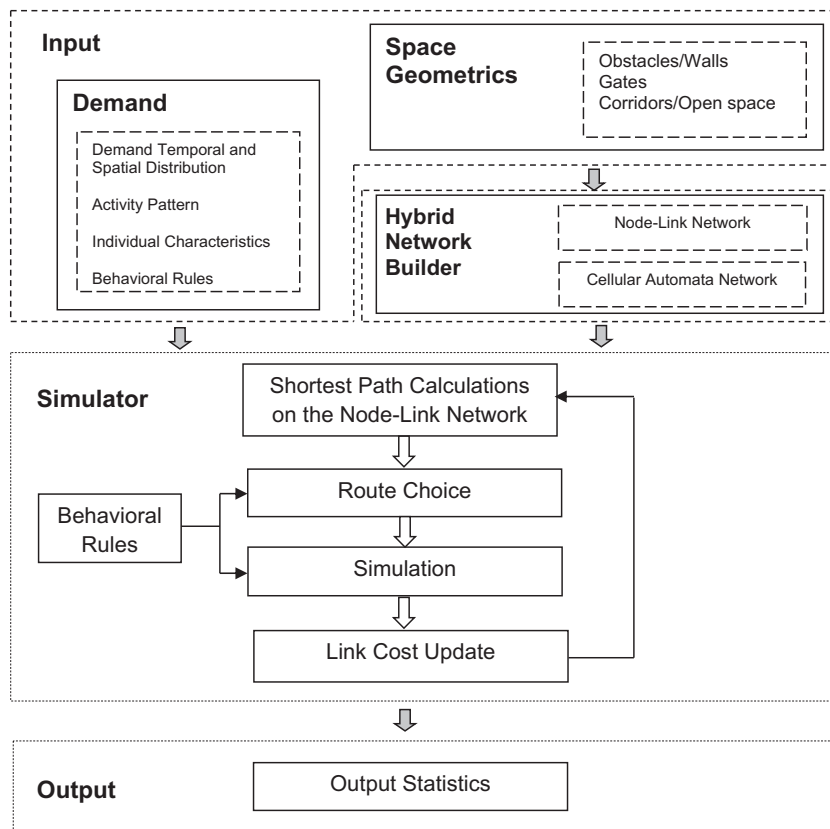 Input
Demand
Demand Temporal and
Spatial Distribution
Activity Pattern
Individual Characteristics
Behavioral Rules
Space
Geometrics
Obstacles/Walls
Gates
Corridors/Open space
Hybrid
Network
Builder
Node-Link Network
Cellular Automata Network
Simulator
Shortest Path Calculations
on the Node-Link Network
Route Choice
Behavioral
Rules
Simulation
Link Cost Update
Output
Output Statistics